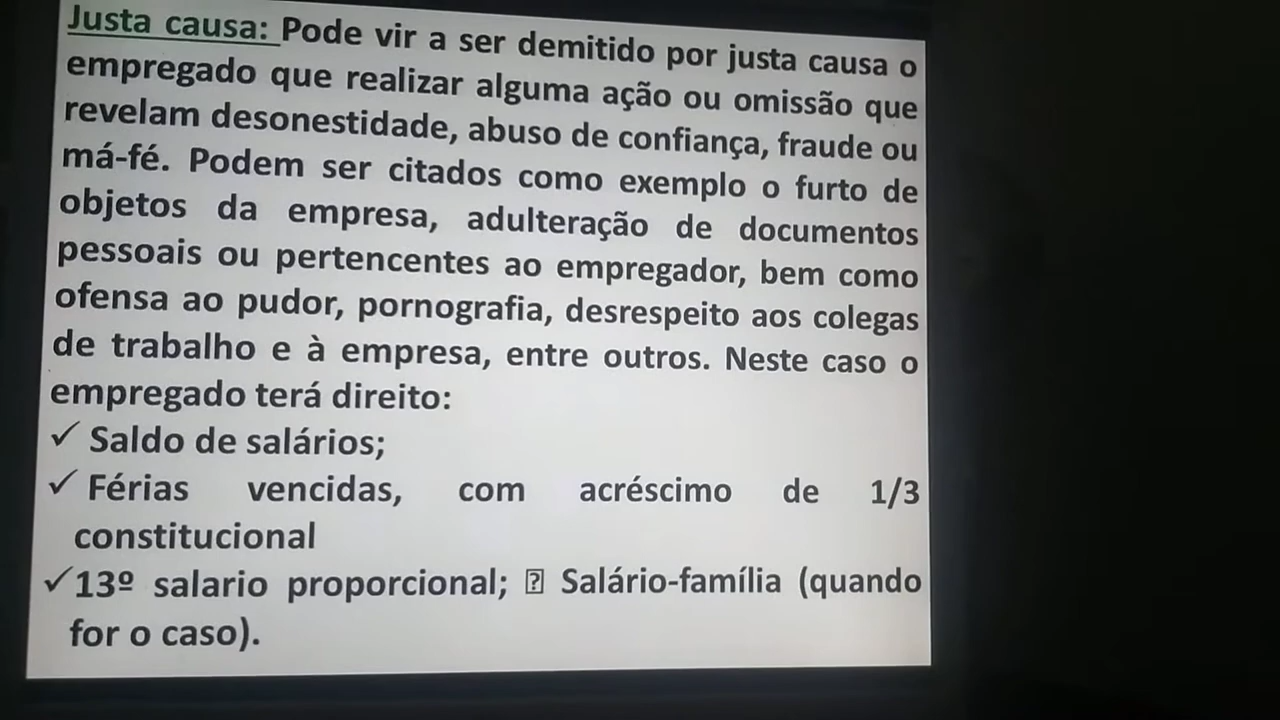 Justa causa: Pode vir a ser demitido por justa causa o
empregado que realizar alguma ação ou omissão que
revelam desonestidade, abuso de confiança, fraude ou
má-fé. Podem ser citados como exemplo o furto de
objetos da empresa, adulteração de documentos
pessoais ou pertencentes ao empregador, bem como
ofensa ao pudor, pornografia, desrespeito aos colegas
de trabalho e à empresa, entre outros. Neste caso o
empregado terá direito:
✓ Saldo de salários;
✓ Férias vencidas, com acréscimo de 1/3
constitucional
✓ 13º salario proporcional; ⍰ Salário-família (quando
for o caso).